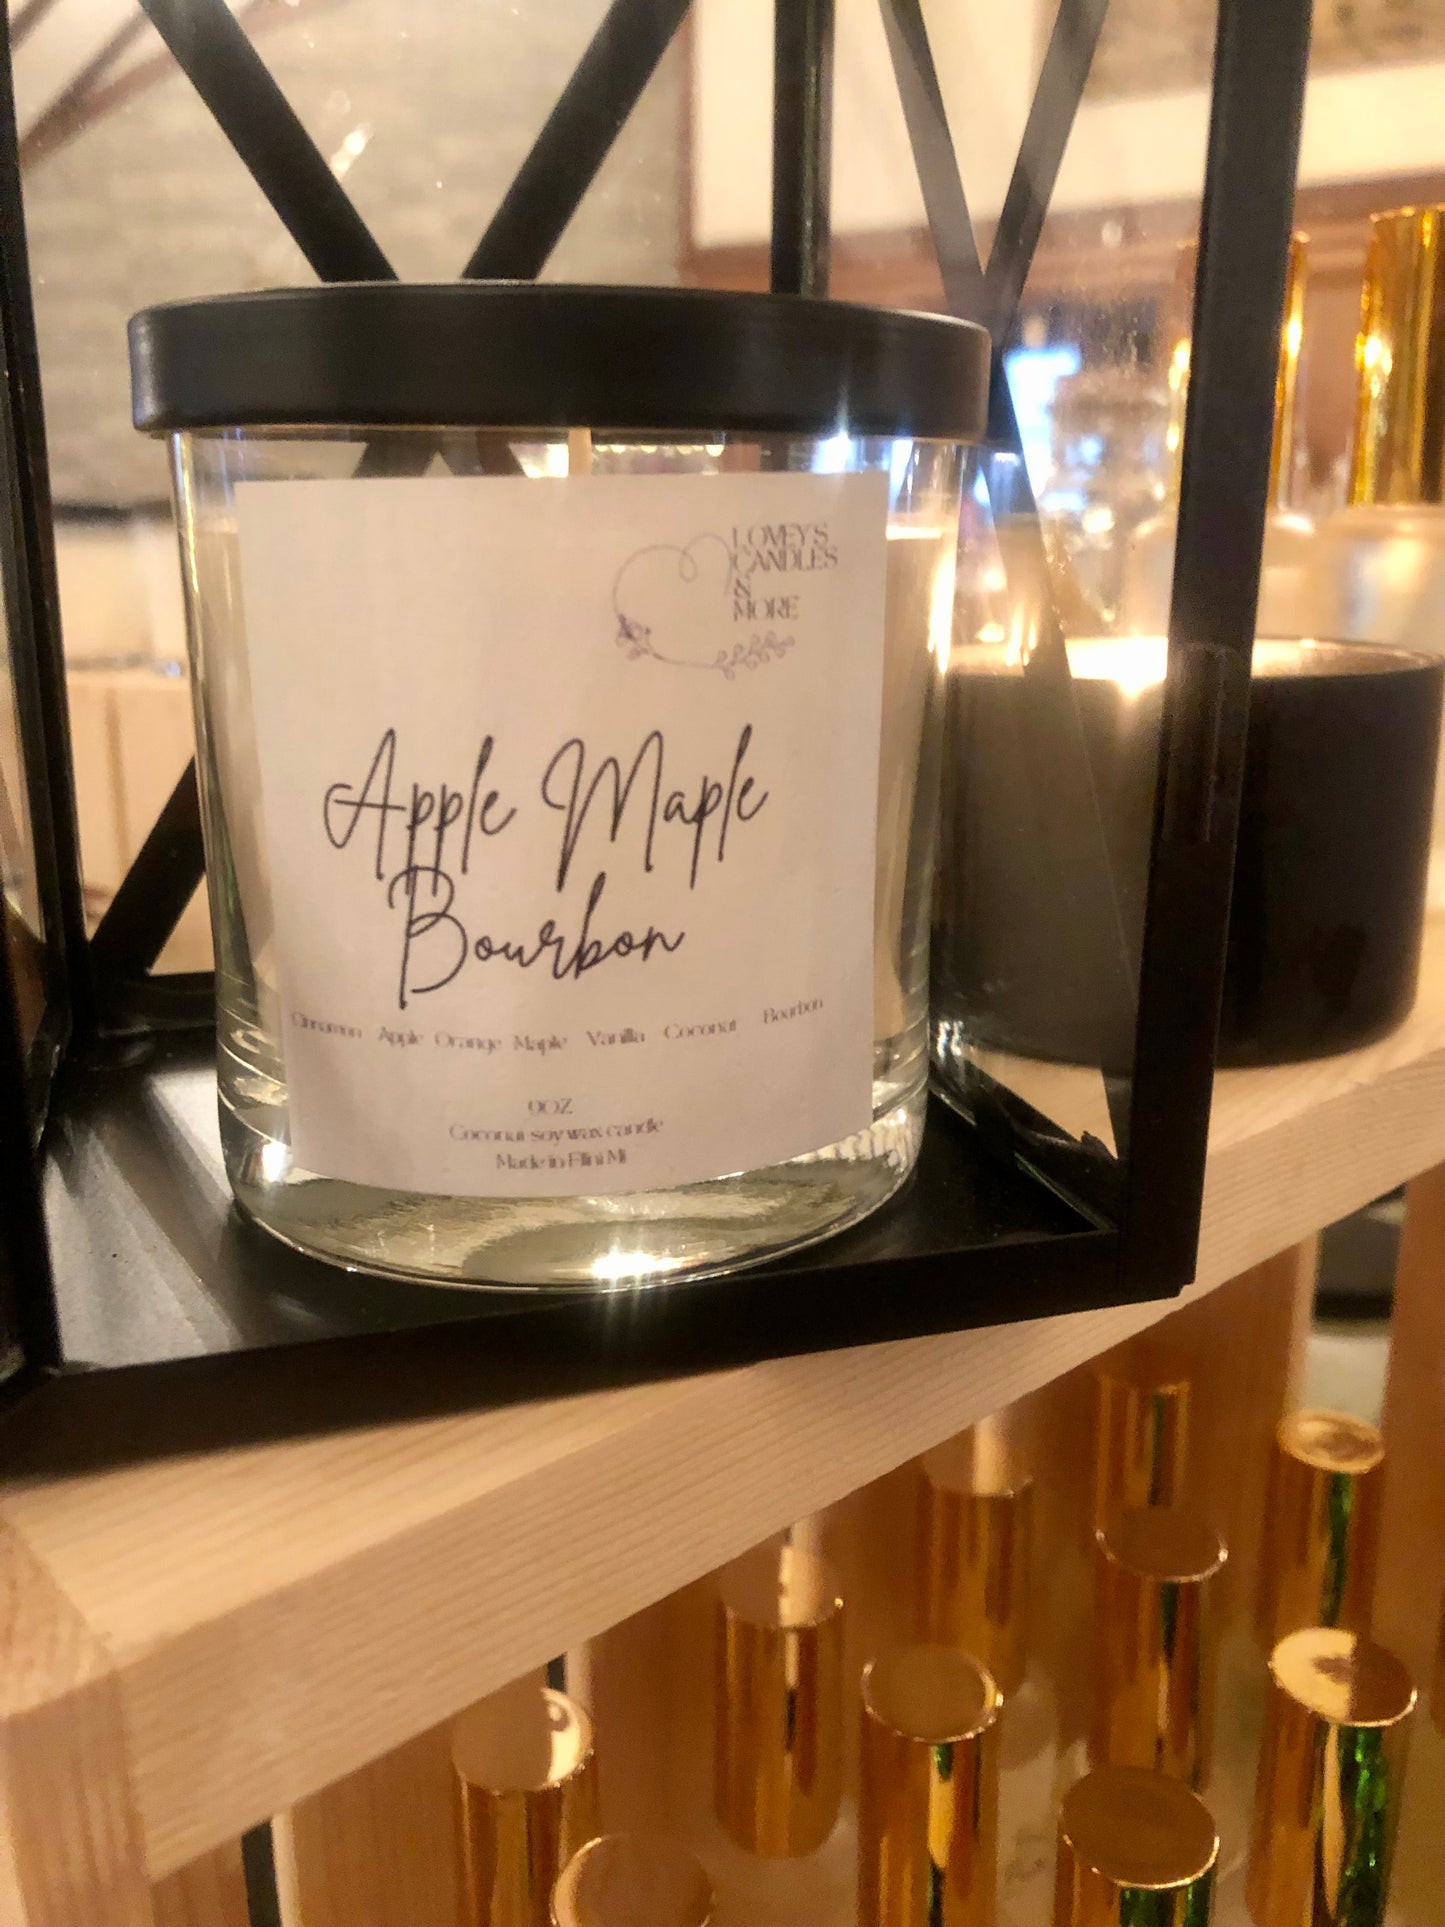 LOVEY'S
CANDLES
&
MORE
Apple Maple
Bourbon
Cinnamon Apple Orange Maple Vanilla Coconut Bourbon
9OZ
Coconut soy wax candle
Made in Flint Mi